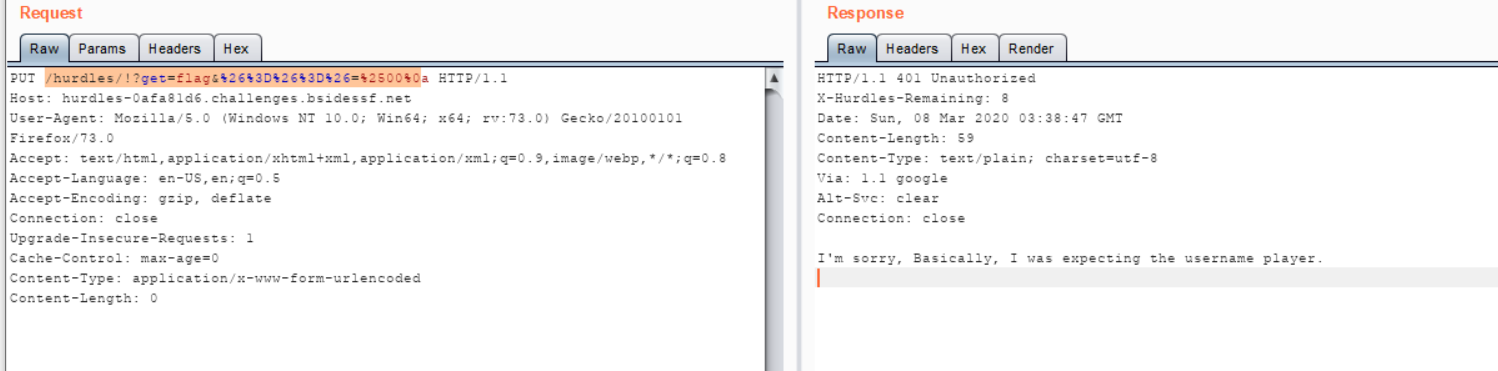 Request
Raw Params Headers Hex
PUT /hurdles/!?get=flag&%26%3D%26%3D%26=%2500%0a HTTP/1.1
Host: hurdles-0afa81d6.challenges.bsidessf.net
User-Agent: Mozilla/5.0 (Windows NT 10.0; Win64; x64; rv:73.0) Gecko/20100101
Firefox/73.0
Accept: text/html,application/xhtml+xml,application/xml;q=0.9,image/webp,*/*;q=0.8
Accept-Language: en-US,en;q=0.5
Accept-Encoding: gzip, deflate
Connection: close
Upgrade-Insecure-Requests: 1
Cache-Control: max-age=0
Content-Type: application/x-www-form-urlencoded
Content-Length: 0
Response
Raw Headers Hex Render
HTTP/1.1 401 Unauthorized
X-Hurdles-Remaining: 8
Date: Sun, 08 Mar 2020 03:38:47 GMT
Content-Length: 59
Content-Type: text/plain; charset=utf-8
Via: 1.1 google
Alt-Svc: clear
Connection: close
I'm sorry, Basically, I was expecting the username player.